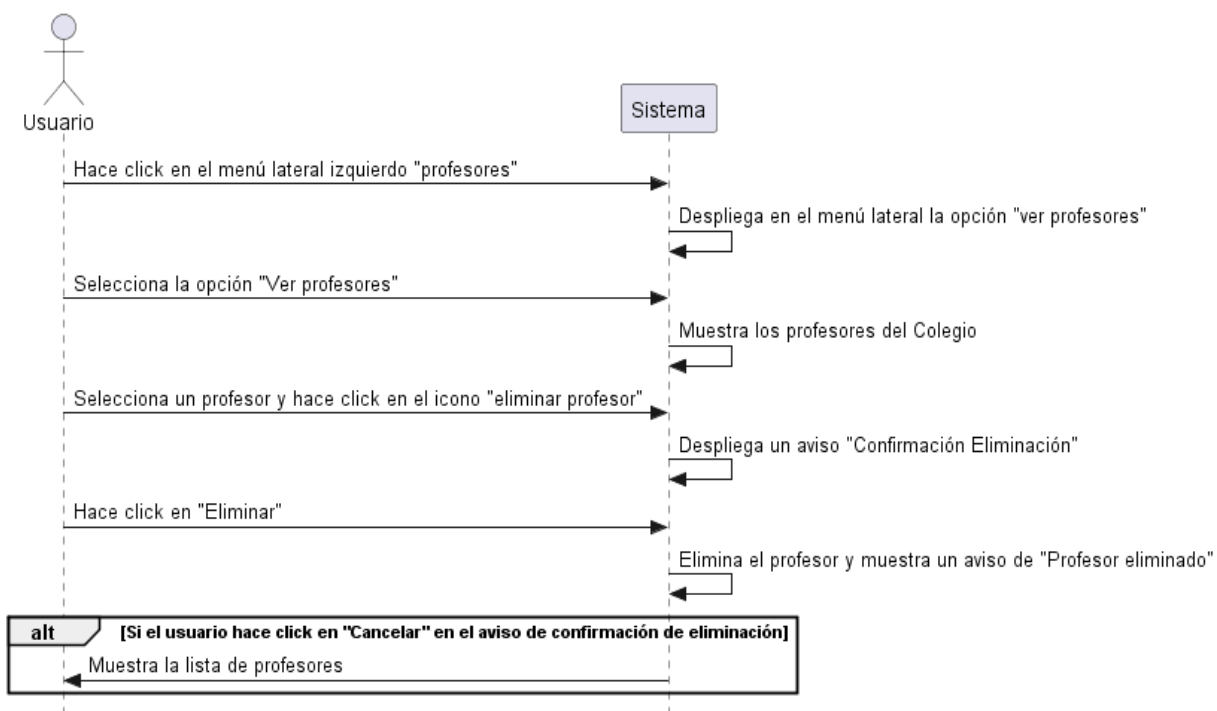 Usuario
Sistema
Hace click en el menú lateral izquierdo "profesores"
Despliega en el menú lateral la opción "ver profesores"
Selecciona la opción "Ver profesores"
Muestra los profesores del Colegio
Selecciona un profesor y hace click en el icono "eliminar profesor"
Despliega un aviso "Confirmación Eliminación"
Hace click en "Eliminar"
Elimina el profesor y muestra un aviso de "Profesor eliminado"
alt [Si el usuario hace click en "Cancelar" en el aviso de confirmación de eliminación]
Muestra la lista de profesores